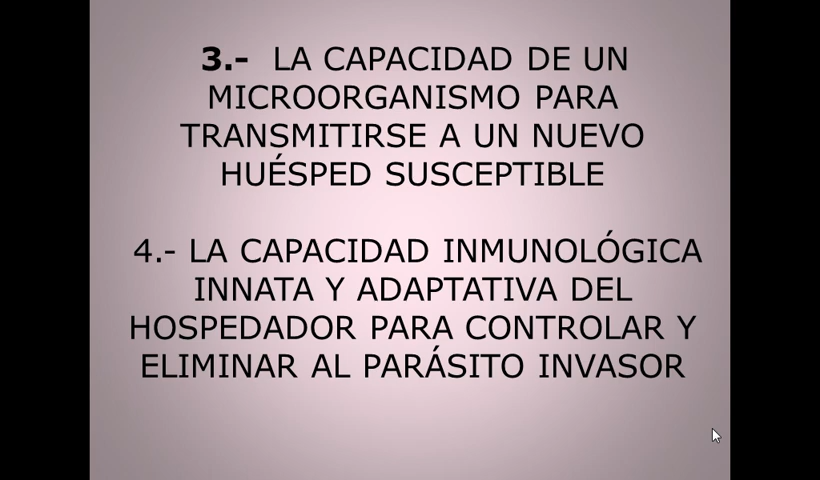 3.- LA CAPACIDAD DE UN
MICROORGANISMO PARA
TRANSMITIRSE A UN NUEVO
HUÉSPED SUSCEPTIBLE
4.- LA CAPACIDAD INMUNOLÓGICA
INNATA Y ADAPTATIVA DEL
HOSPEDADOR PARA CONTROLAR Y
ELIMINAR AL PARÁSITO INVASOR